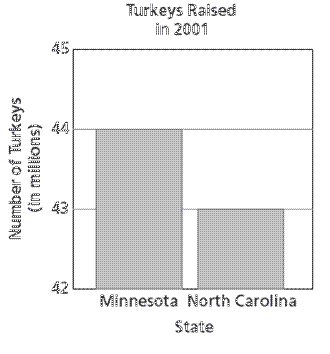 Turkeys Raised
in 2001
Number of Turkeys
(in millions)
45
44
43
42
Minnesota North Carolina
State